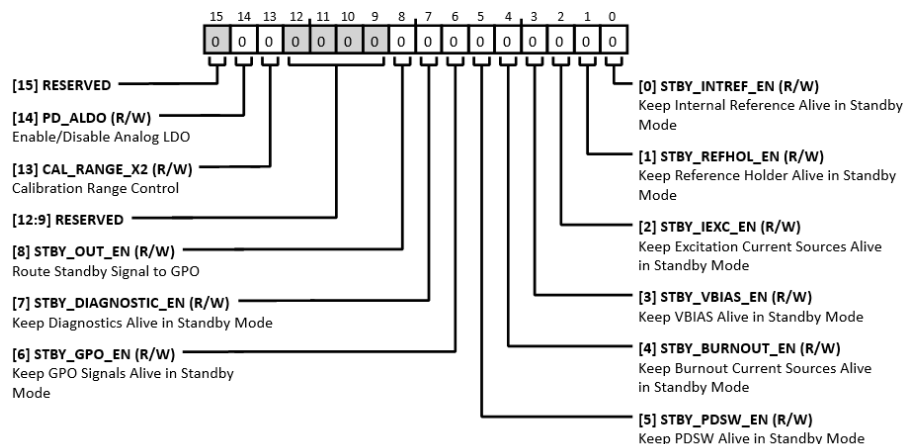 15 14 13 12 11 10 9 8 7 6 5 4 3 2 1 0
0 0 0 0 0 0 0 0 0 0 0 0 0 0 0 0
[15] RESERVED
[14] PD_ALDO (R/W)
Enable/Disable Analog LDO
[13] CAL_RANGE_X2 (R/W)
Calibration Range Control
[12:9] RESERVED
[8] STBY_OUT_EN (R/W)
Route Standby Signal to GPO
[7] STBY_DIAGNOSTIC_EN (R/W)
Keep Diagnostics Alive in Standby Mode
[6] STBY_GPO_EN (R/W)
Keep GPO Signals Alive in Standby
Mode
[0] STBY_INTREF_EN (R/W)
Keep Internal Reference Alive in Standby
Mode
[1] STBY_REFHOL_EN (R/W)
Keep Reference Holder Alive in Standby
Mode
[2] STBY_IEXC_EN (R/W)
Keep Excitation Current Sources Alive
in Standby Mode
[3] STBY_VBIAS_EN (R/W)
Keep VBIAS Alive in Standby Mode
[4] STBY_BURNOUT_EN (R/W)
Keep Burnout Current Sources Alive
in Standby Mode
[5] STBY_PDSW_EN (R/W)
Keep PDSW Alive in Standby Mode